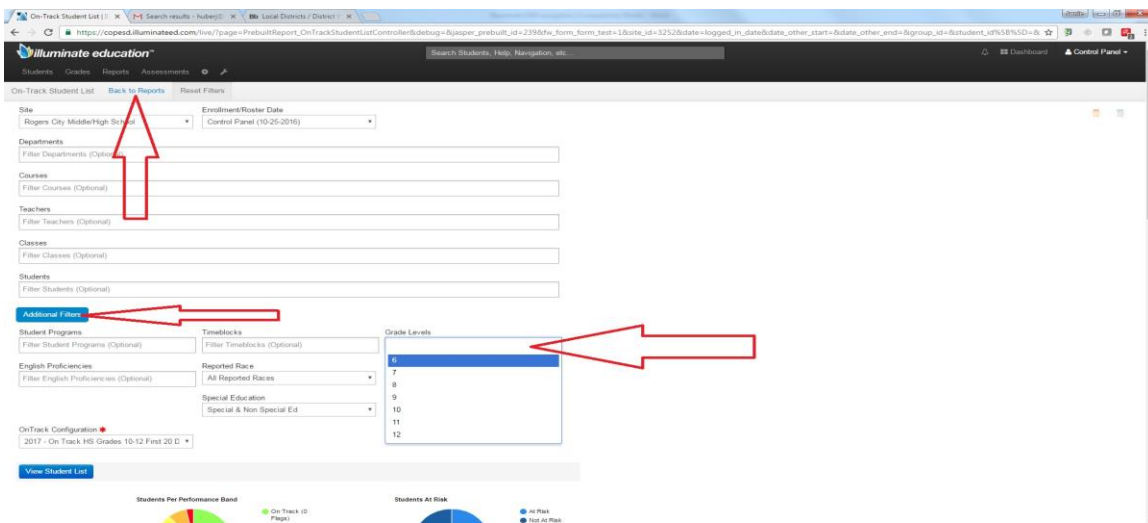 On-Track Student List (
Search results - huberj
Bb Local Districts / District
https://copesd.illuminateed.com/live/?page=PrebuiltReport_OnTrackStudentListController&debug=&jasper_prebuilt_id=239&fw_form_form_test=1&site_id=3252&date=logged_in_date&date_other_start=&date_other_end=&group_id=&student_id%5B%5D=&
illuminate education™
Search Students, Help, Navigation, etc...
Dashboard
Control Panel
Students Grades Reports Assessments
On-Track Student List Back to Reports Reset Filters
Site Enrollment/Roster Date
Rogers City Middle/High School Control Panel (10-25-2016)
Departments
Filter Departments (Optional)
Courses
Filter Courses (Optional)
Teachers
Filter Teachers (Optional)
Classes
Filter Classes (Optional)
Students
Filter Students (Optional)
Additional Filters
Student Programs Timeblocks Grade Levels
Filter Student Programs (Optional) Filter Timeblocks (Optional)
6
English Proficiencies Reported Race
7
Filter English Proficiencies (Optional) All Reported Races
8
Special Education
9
Special & Non Special Ed
10
11
OnTrack Configuration
12
2017 - On Track HS Grades 10-12 First 20 D
View Student List
Students Per Performance Band Students At Risk
On Track (0 Flags)
At Risk
Not At Risk